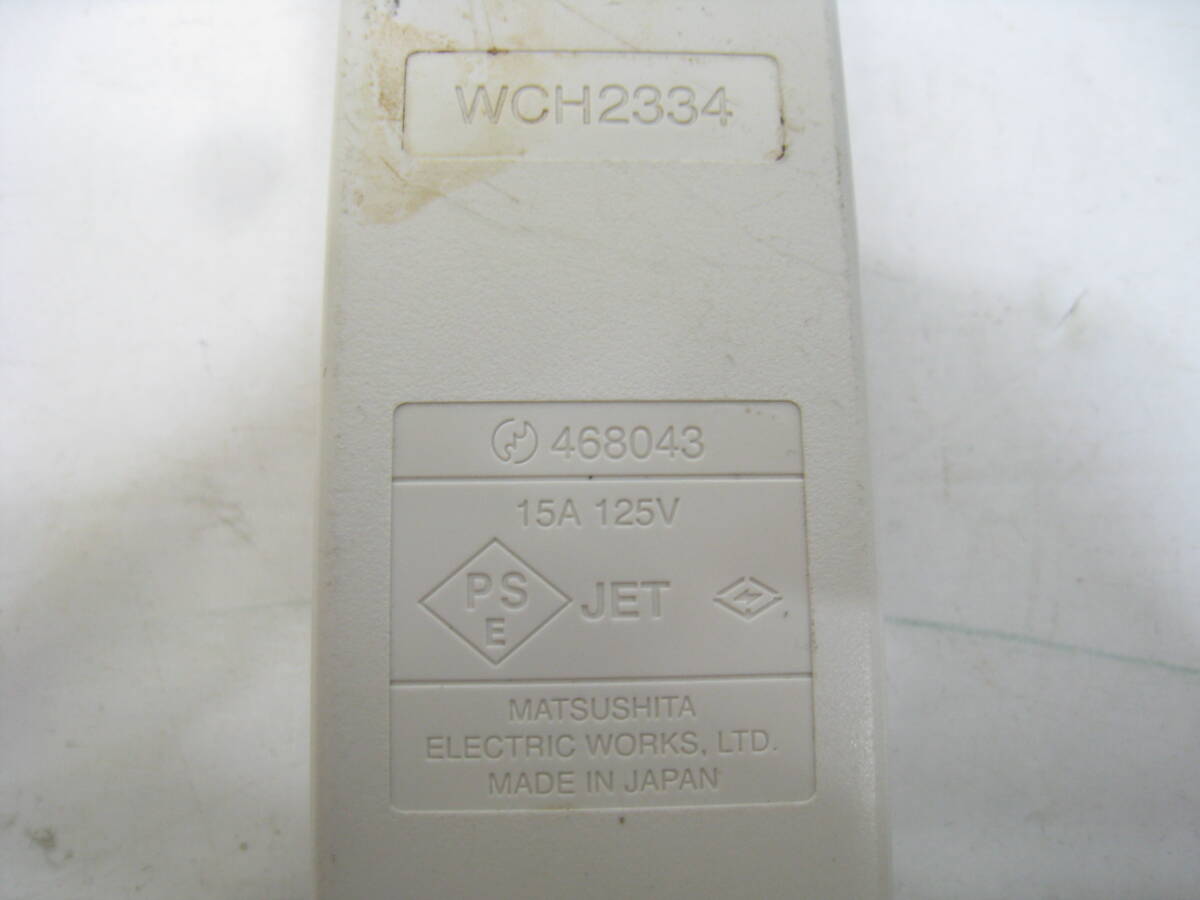 WCH2334
468043
15A 125V
PS
E
JET
MATSUSHITA
ELECTRIC WORKS, LTD.
MADE IN JAPAN